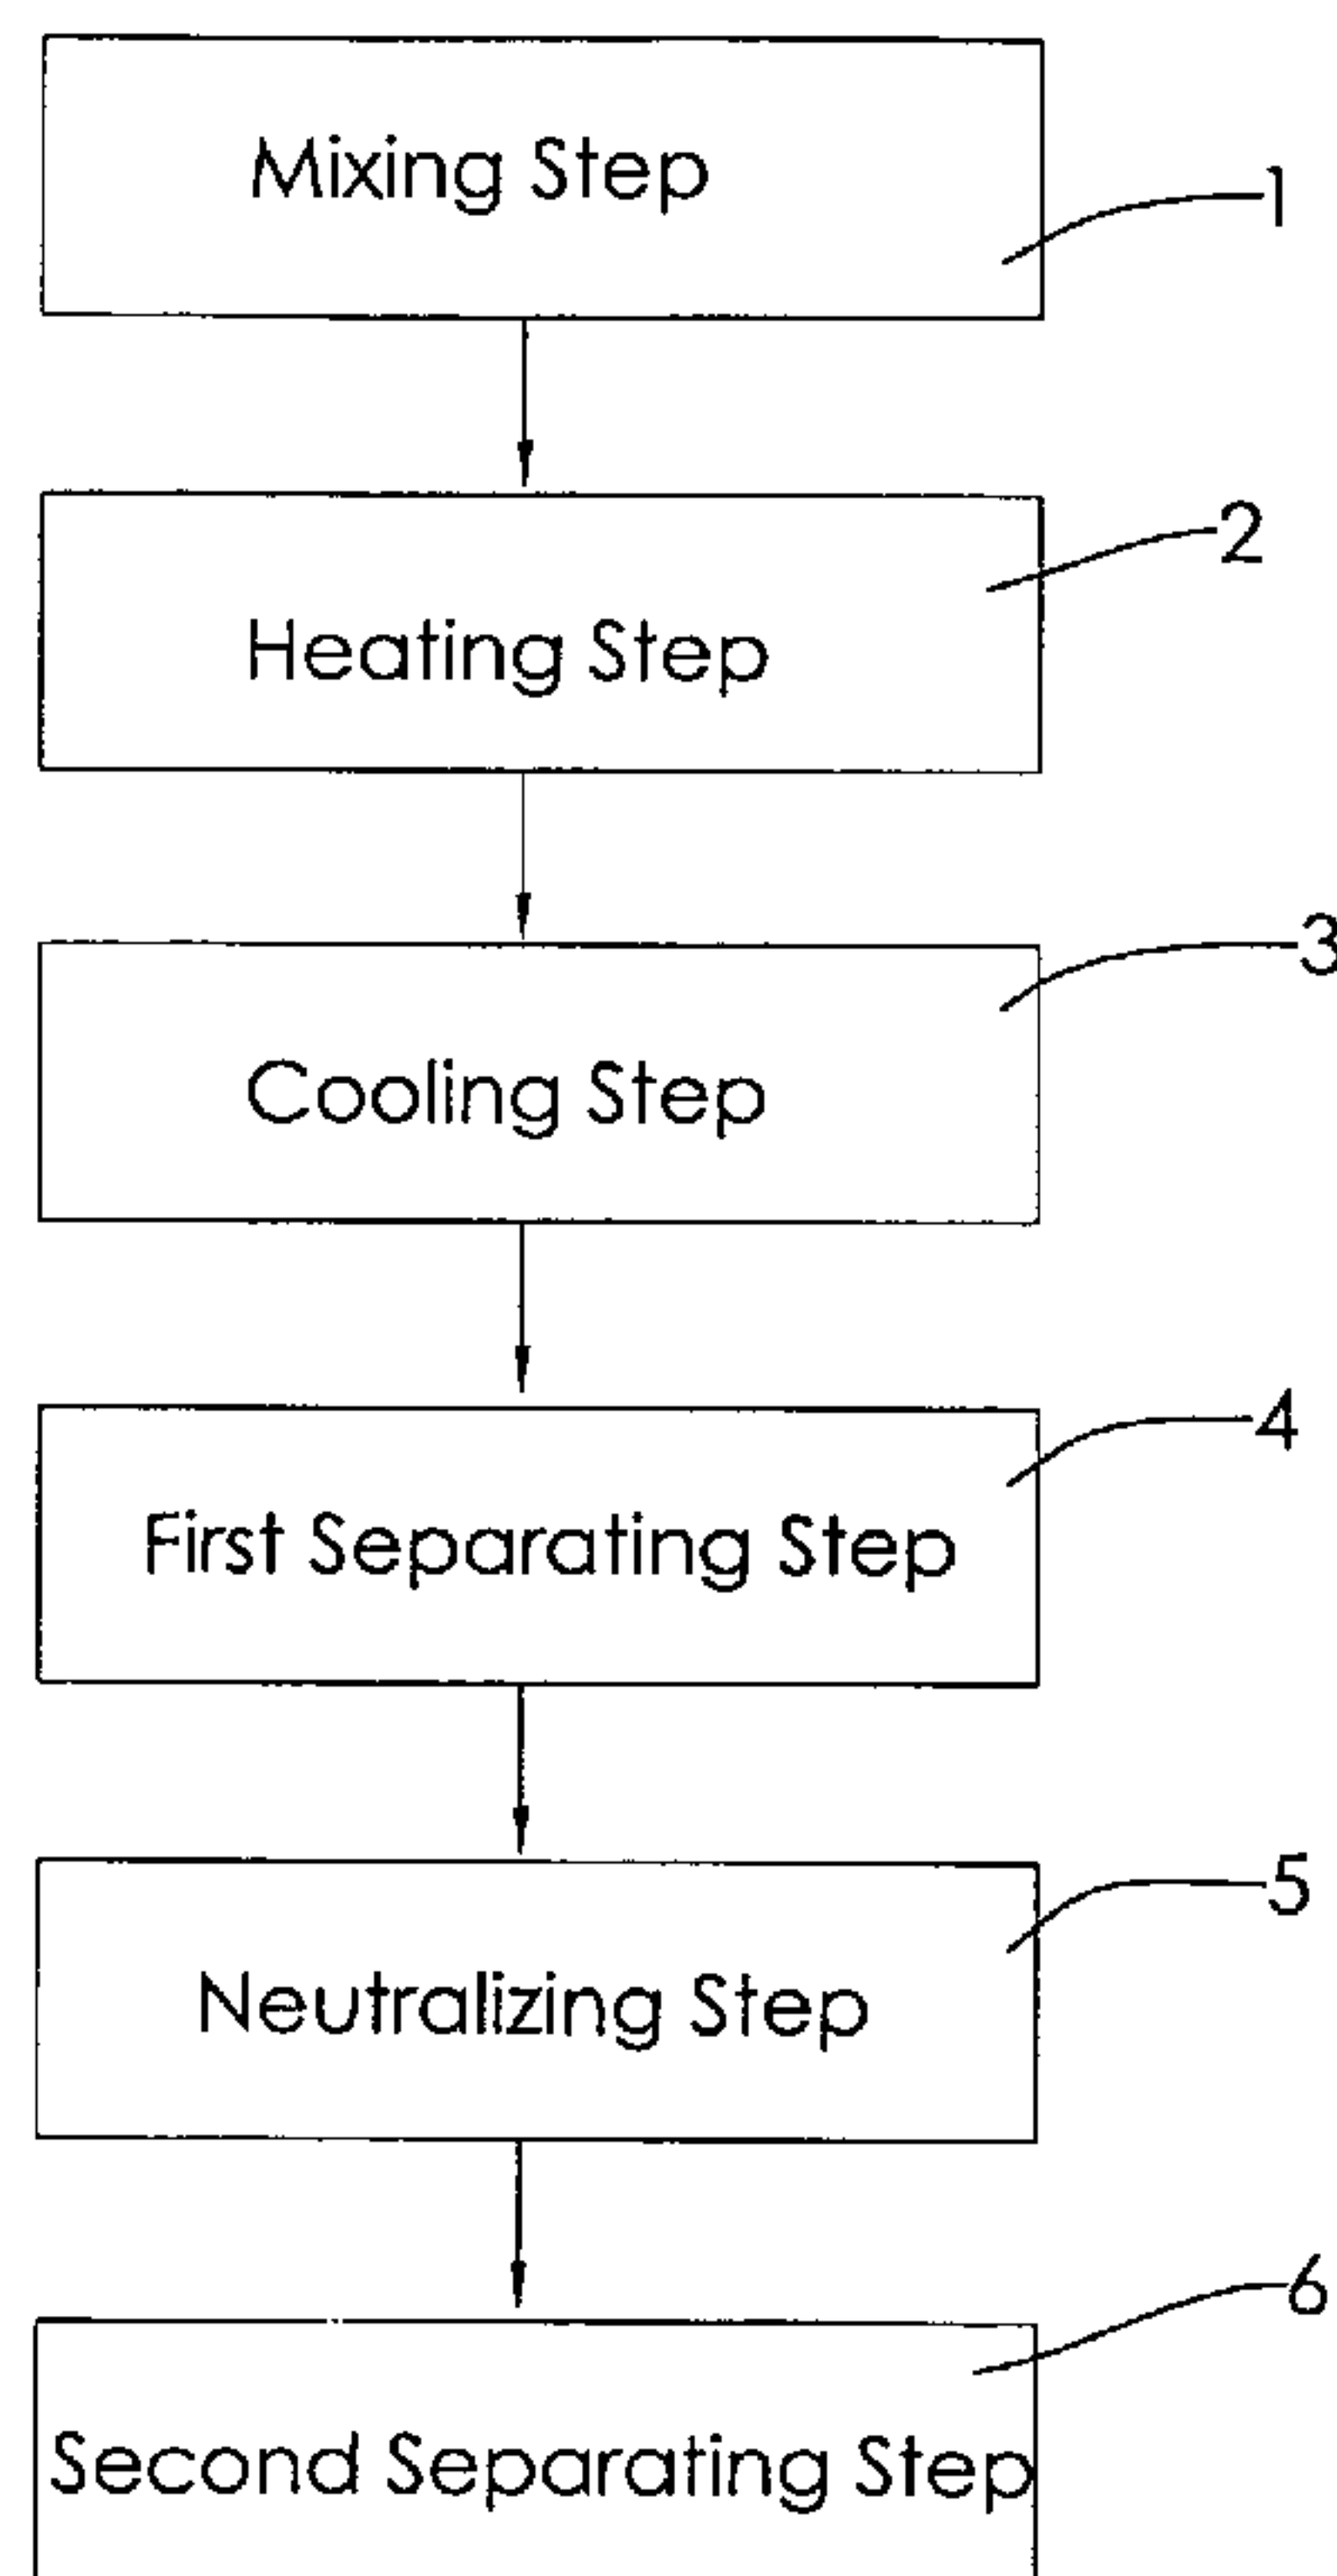 Mixing Step
1
2
Heating Step
3
Cooling Step
4
First Separating Step
5
Neutralizing Step
6
Second Separating Step